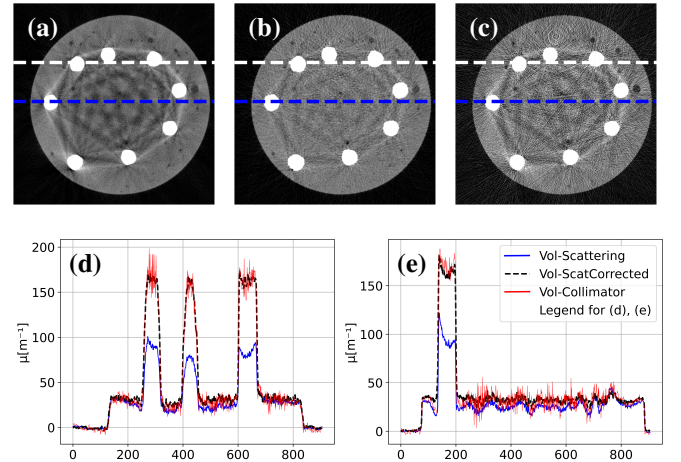 (a) (b) (c)
(d) (e)
200
150
100
50
0
μ[m⁻¹]
0 200 400 600 800
150
100
50
0
μ[m⁻¹]
0 200 400 600 800
Vol-Scattering
Vol-ScatCorrected
Vol-Collimator
Legend for (d), (e)